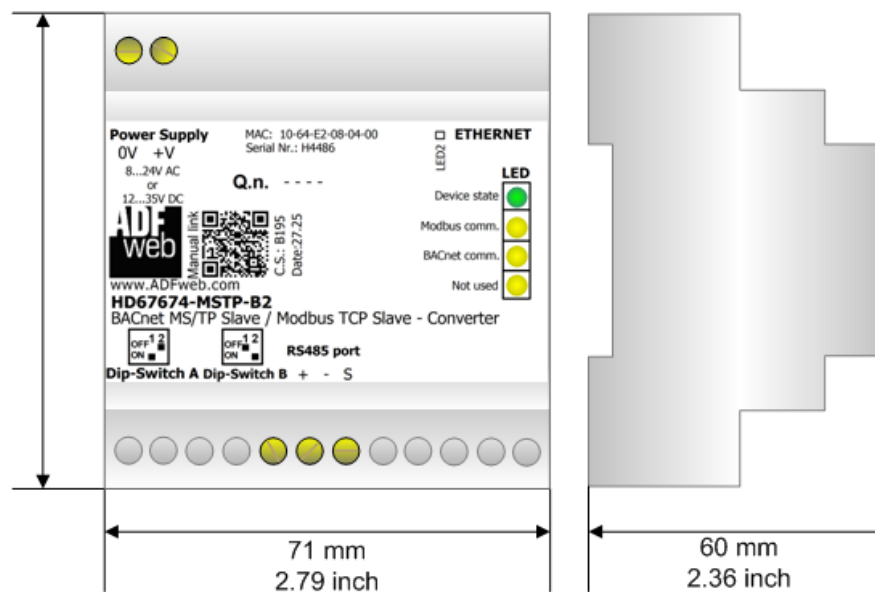 Power Supply
0V +V
8...24V AC
or
12...35V DC
MAC: 10-64-E2-08-04-00
Serial Nr.: H4486
Q.n. - - - -
LED2
ETHERNET
LED
Device state
Modbus comm.
BACnet comm.
Not used
ADF
web
Manual link
1
C.S.: B195
Date:27.25
www.ADFweb.com
HD67674-MSTP-B2
BACnet MS/TP Slave / Modbus TCP Slave - Converter
OFF 1 2
ON
OFF 1 2
ON
RS485 port
Dip-Switch A Dip-Switch B + - S
71 mm
2.79 inch
60 mm
2.36 inch